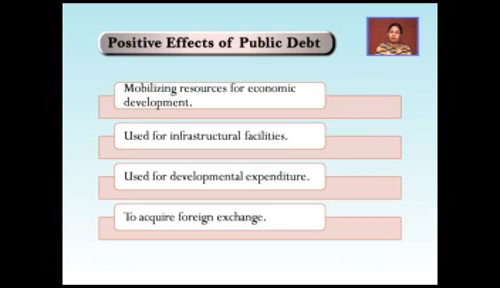 Positive Effects of Public Debt
Mobilizing resources for economic
development.
Used for infrastructural facilities.
Used for developmental expenditure.
To acquire foreign exchange.